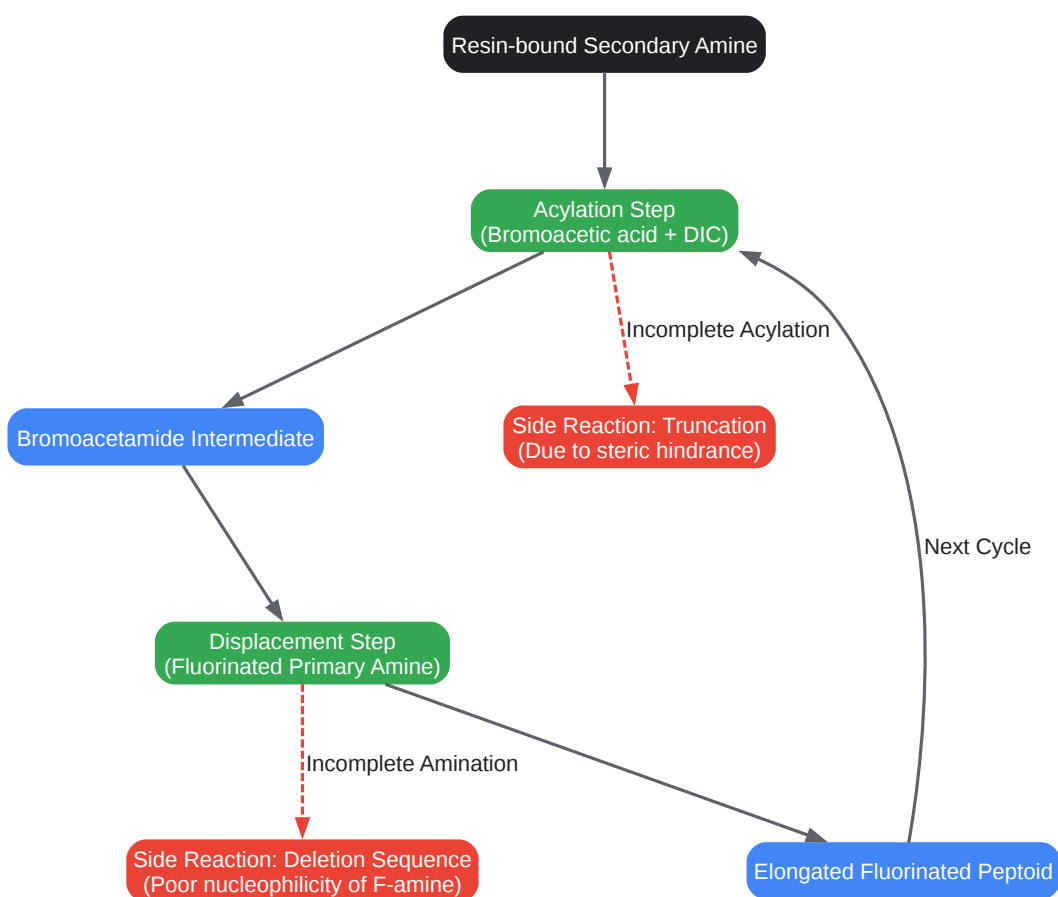 Resin-bound Secondary Amine
Acylation Step
(Bromoacetic acid + DIC)
Incomplete Acylation
Bromoacetamide Intermediate
Side Reaction: Truncation
(Due to steric hindrance)
Next Cycle
Displacement Step
(Fluorinated Primary Amine)
Incomplete Amination
Side Reaction: Deletion Sequence
(Poor nucleophilicity of F-amine)
Elongated Fluorinated Peptoid